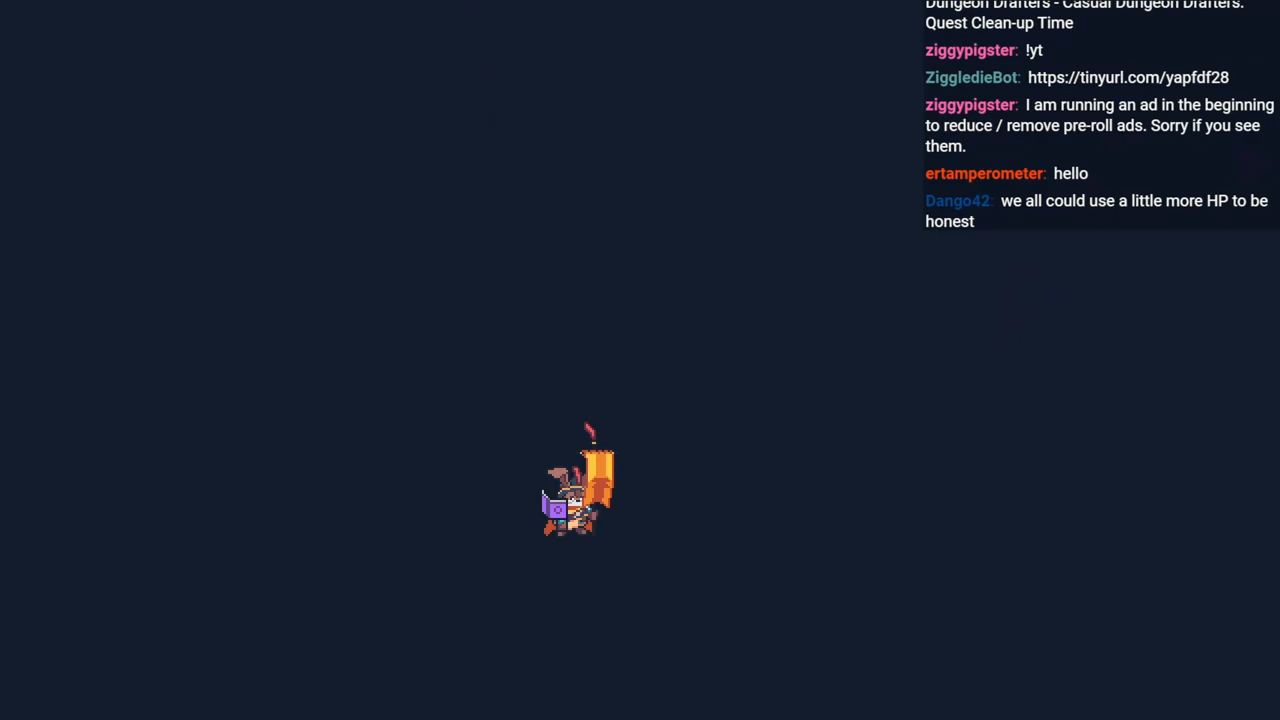 Dungeon Drafters - Casual Dungeon Drafters.
Quest Clean-up Time
ziggypigster: !yt
ZiggledieBot: https://tinyurl.com/yapfdf28
ziggypigster: I am running an ad in the beginning
to reduce / remove pre-roll ads. Sorry if you see
them.
ertamperometer: hello
Dango42: we all could use a little more HP to be
honest